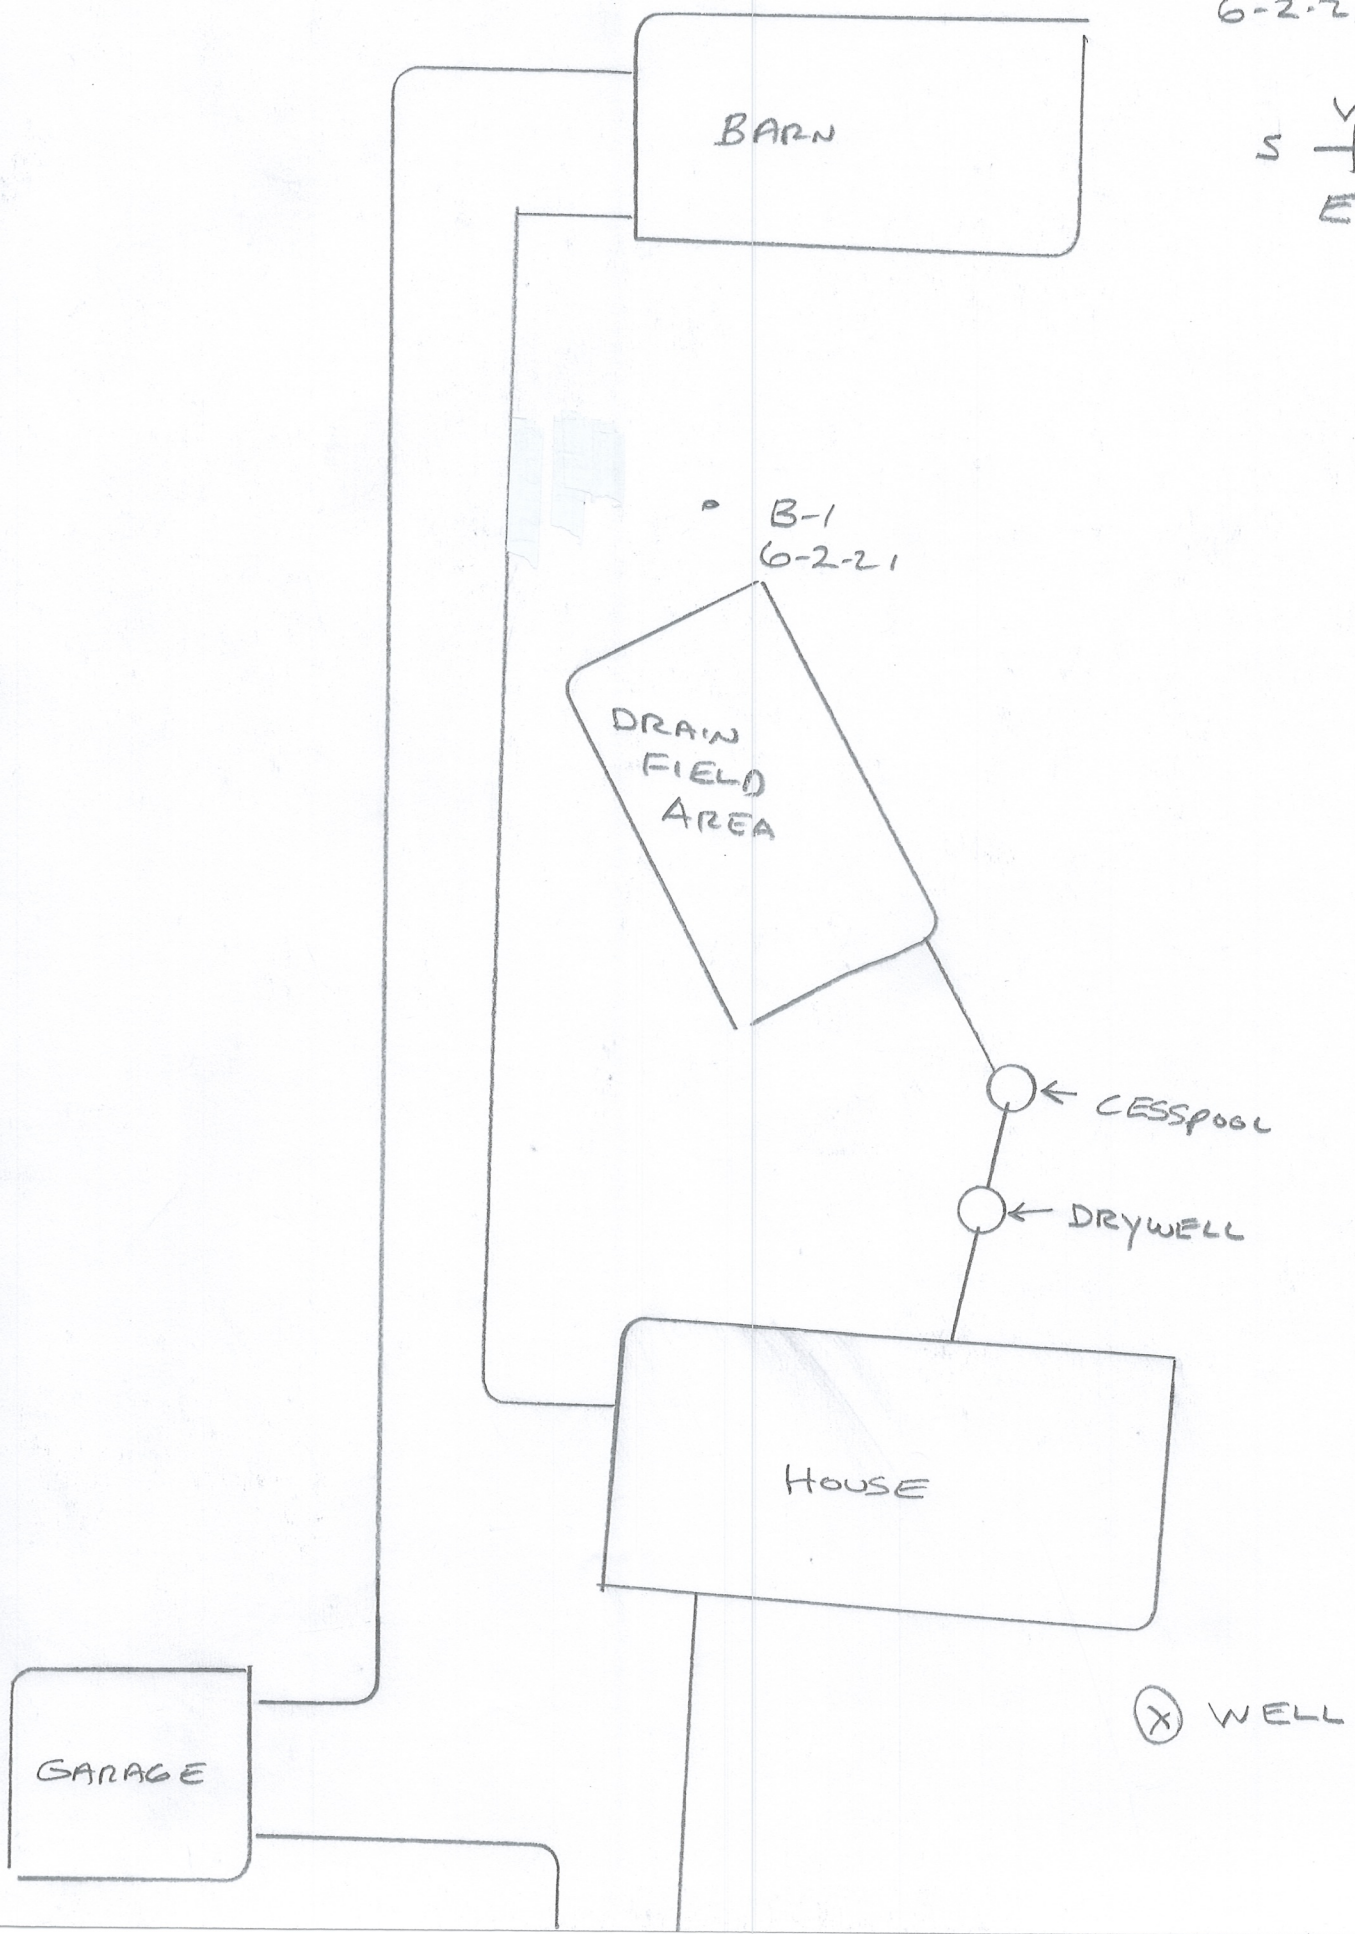 6-2-2
BARN
S
E
B-1
6-2-21
DRAIN
FIELD
AREA
CESSPOOL
DRYWELL
HOUSE
X WELL
GARAGE